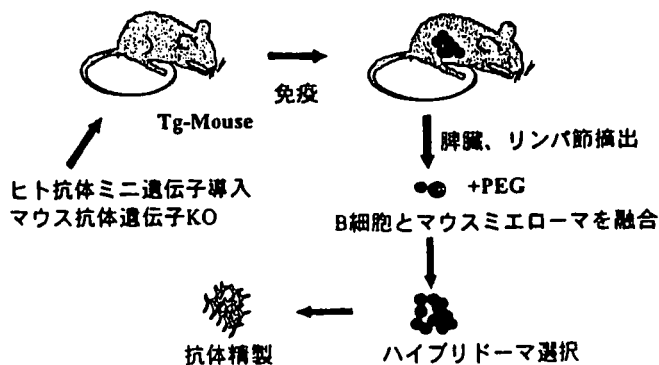 Tg-Mouse
免疫
脾臓、リンパ節摘出
ヒト抗体ミニ遺伝子導入
マウス抗体遺伝子KO
+PEG
B細胞とマウスミエローマを融合
ハイブリドーマ選択
抗体精製